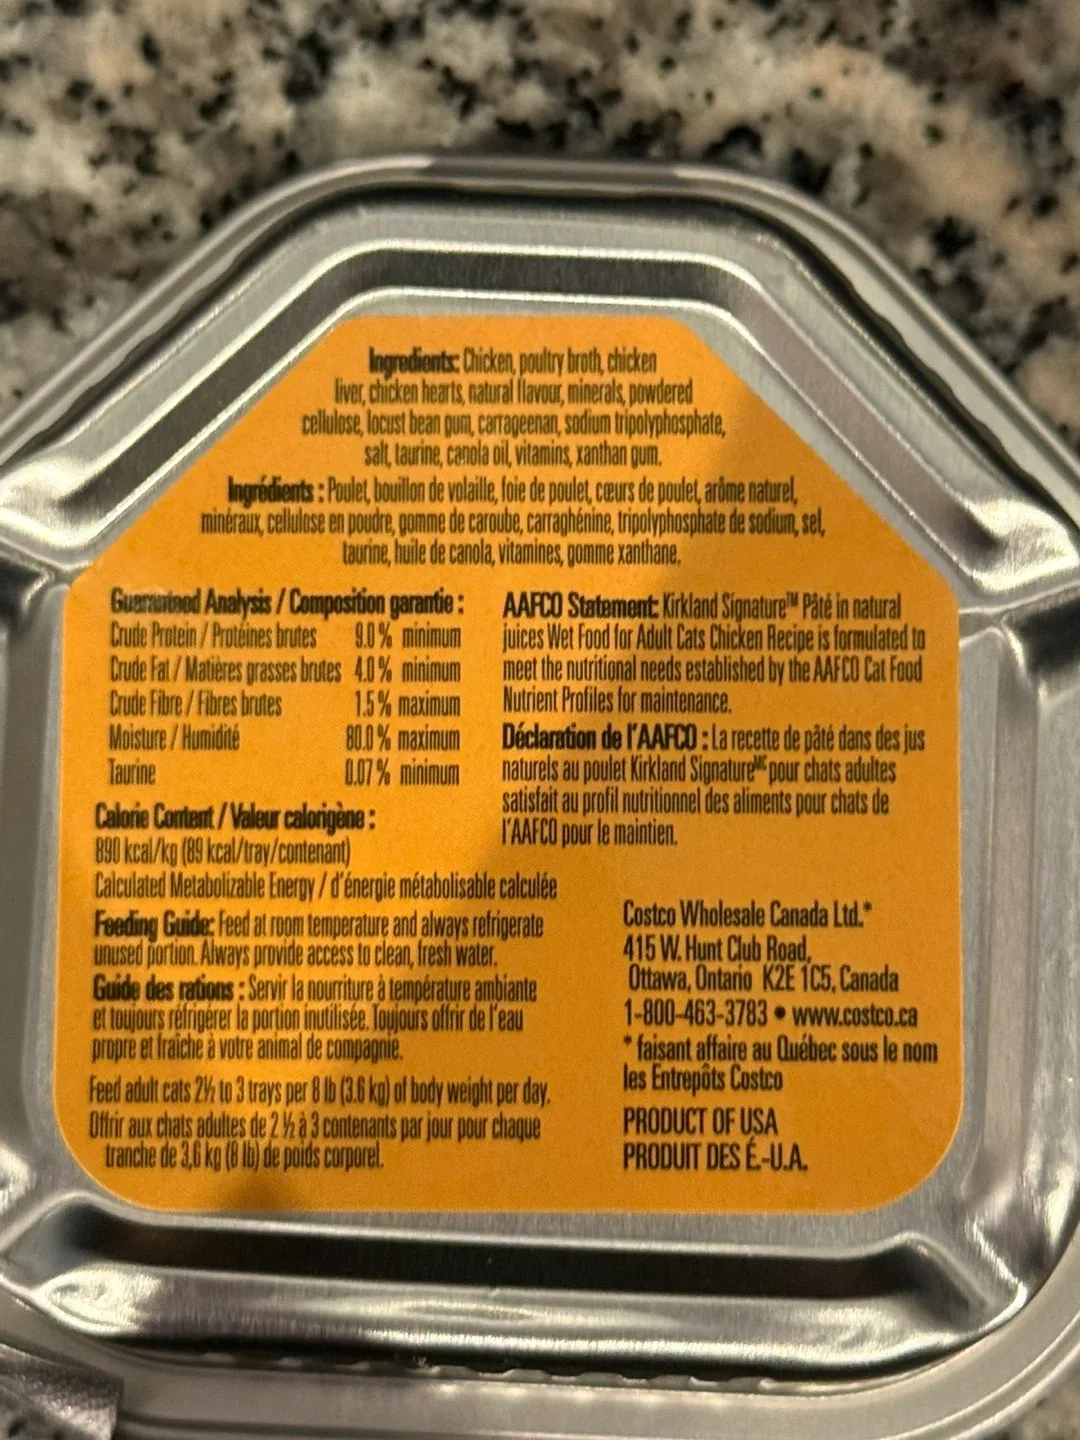 Ingredients: Chicken, poultry broth, chicken
liver, chicken hearts, natural flavour, minerals, powdered
cellulose, locust bean gum, carrageenan, sodium tripolyphosphate,
salt, taurine, canola oil, vitamins, xanthan gum.
Ingrédients : Poulet, bouillon de volaille, foie de poulet, cœurs de poulet, arôme naturel,
minéraux, cellulose en poudre, gomme de caroube, carraghénine, tripolyphosphate de sodium, sel,
taurine, huile de canola, vitamines, gomme xanthane.
Guaranteed Analysis / Composition garantie :
Crude Protein / Protéines brutes 9.0 % minimum
Crude Fat / Matières grasses brutes 4.0 % minimum
Crude Fibre / Fibres brutes 1.5 % maximum
Moisture / Humidité 80.0 % maximum
Taurine 0.07 % minimum
Calorie Content / Valeur calorigène :
890 kcal/kg (89 kcal/tray/contenant)
Calculated Metabolizable Energy / d'énergie métabolisable calculée
Feeding Guide: Feed at room temperature and always refrigerate
unused portion. Always provide access to clean, fresh water.
Guide des rations : Servir la nourriture à température ambiante
et toujours réfrigérer la portion inutilisée. Toujours offrir de l'eau
propre et fraîche à votre animal de compagnie.
Feed adult cats 2½ to 3 trays per 8 lb (3.6 kg) of body weight per day.
Offrir aux chats adultes de 2 ½ à 3 contenants par jour pour chaque
tranche de 3,6 kg (8 lb) de poids corporel.
AAFCO Statement: Kirkland Signature™ Pâté in natural
juices Wet Food for Adult Cats Chicken Recipe is formulated to
meet the nutritional needs established by the AAFCO Cat Food
Nutrient Profiles for maintenance.
Déclaration de l'AAFCO : La recette de pâté dans des jus
naturels au poulet Kirkland Signature MC pour chats adultes
satisfait au profil nutritionnel des aliments pour chats de
l'AAFCO pour le maintien.
Costco Wholesale Canada Ltd.*
415 W. Hunt Club Road,
Ottawa, Ontario K2E 1C5, Canada
1-800-463-3783 • www.costco.ca
* faisant affaire au Québec sous le nom
les Entrepôts Costco
PRODUCT OF USA
PRODUIT DES É.-U.A.